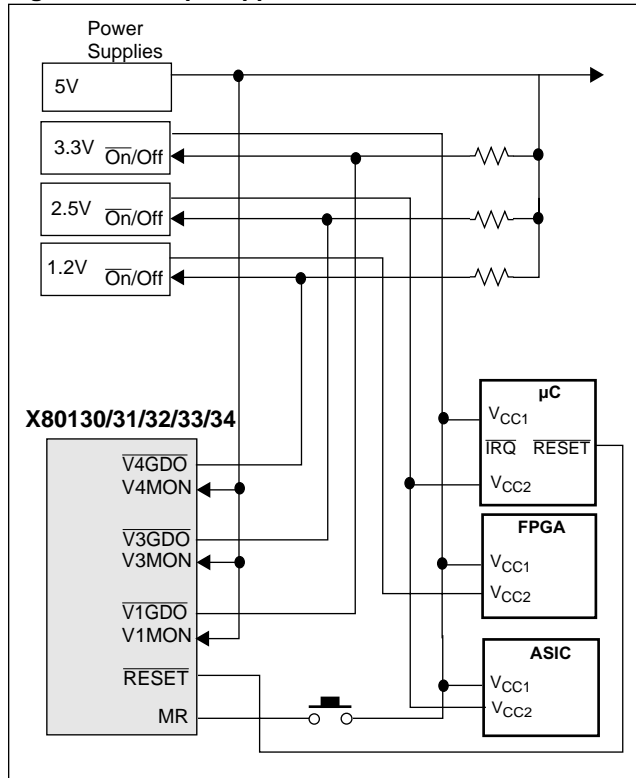 Power
Supplies
5V
3.3V On/Off
2.5V On/Off
1.2V On/Off
X80130/31/32/33/34
V4GDO
V4MON
V3GDO
V3MON
V1GDO
V1MON
RESET
MR
µC
VCC1
IRQ RESET
VCC2
FPGA
VCC1
VCC2
ASIC
VCC1
VCC2